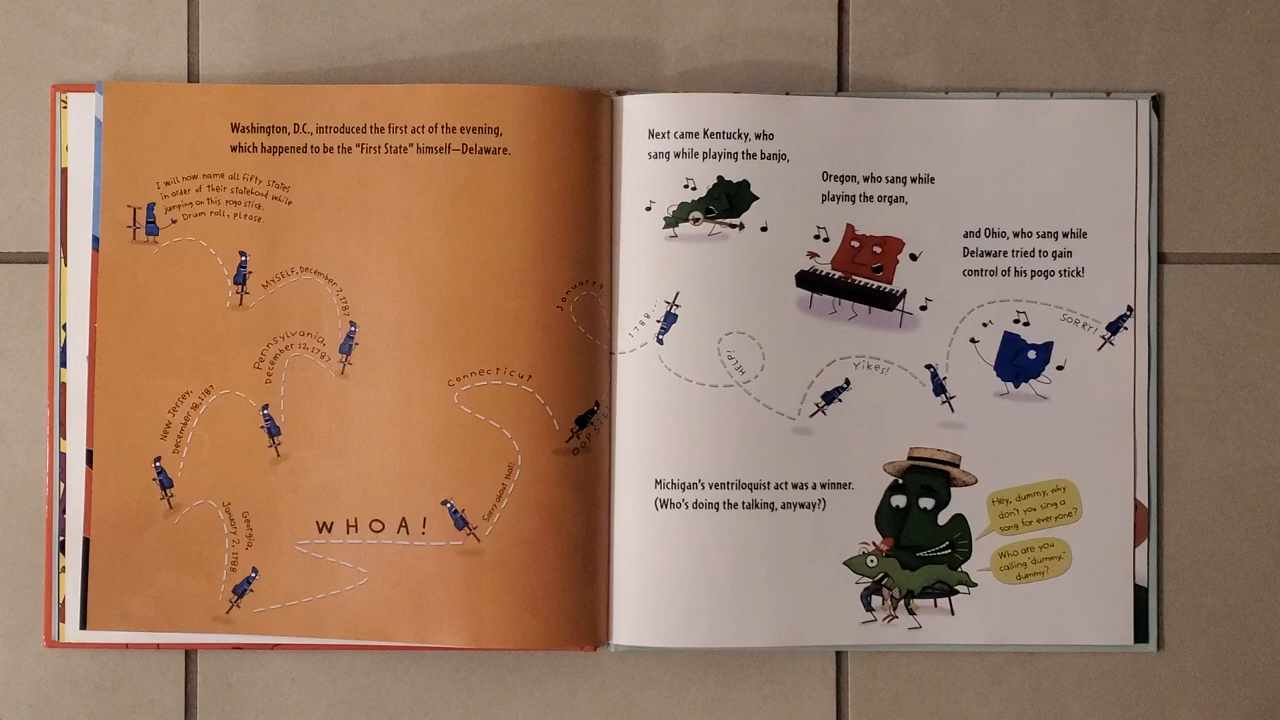 Washington, D.C., introduced the first act of the evening,
which happened to be the "First State" himself—Delaware.
I will now name all fifty states
in order of their statehood while
jumping on this pogo stick.
Drum roll, please.
MYSELF, December 7, 1787
Pennsylvania,
December 12, 1787
New Jersey,
December 18, 1787
Georgia,
January 2, 1788
WHOA!
Sorry about that!
Connecticut
OOPS!
January 9
1788...
Next came Kentucky, who
sang while playing the banjo,
Oregon, who sang while
playing the organ,
and Ohio, who sang while
Delaware tried to gain
control of his pogo stick!
HELP!
Yikes!
SORRY!
Michigan's ventriloquist act was a winner.
(Who's doing the talking, anyway?)
Hey, dummy, why
don't you sing a
song for everyone?
Who are you
calling "dummy,"
dummy?